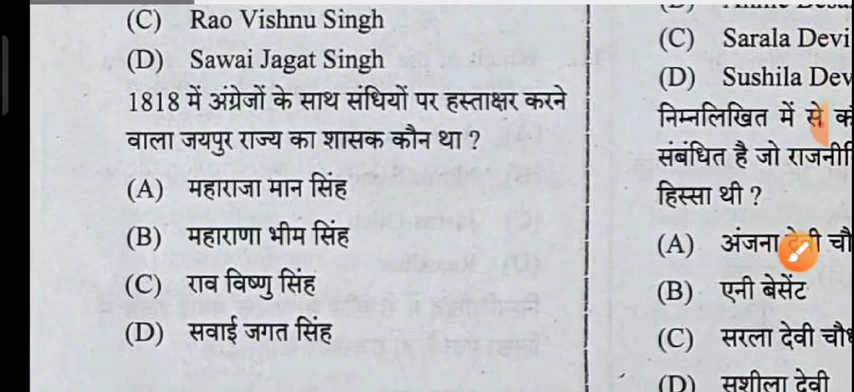 (C) Rao Vishnu Singh
(D) Sawai Jagat Singh
1818 में अंग्रेजों के साथ संधियों पर हस्ताक्षर करने
वाला जयपुर राज्य का शासक कौन था ?
(A) महाराजा मान सिंह
(B) महाराणा भीम सिंह
(C) राव विष्णु सिंह
(D) सवाई जगत सिंह
(C) Sarala Devi
(D) Sushila Dev
निम्नलिखित में से
संबंधित है जो
हिस्सा थी ?
(A) अंजना
(B) एनी बेसेंट
(C) सरला देवी
(D) सुशीला देवी